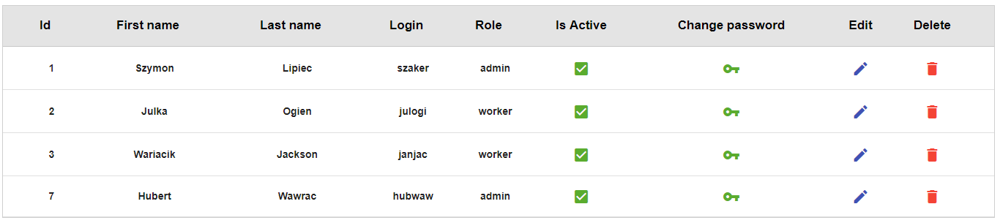 Id First name Last name Login Role Is Active Change password Edit Delete
1 Szymon Lipiec szaker admin
2 Julka Ogien julogi worker
3 Wariacik Jackson janjac worker
7 Hubert Wawrac hubwaw admin